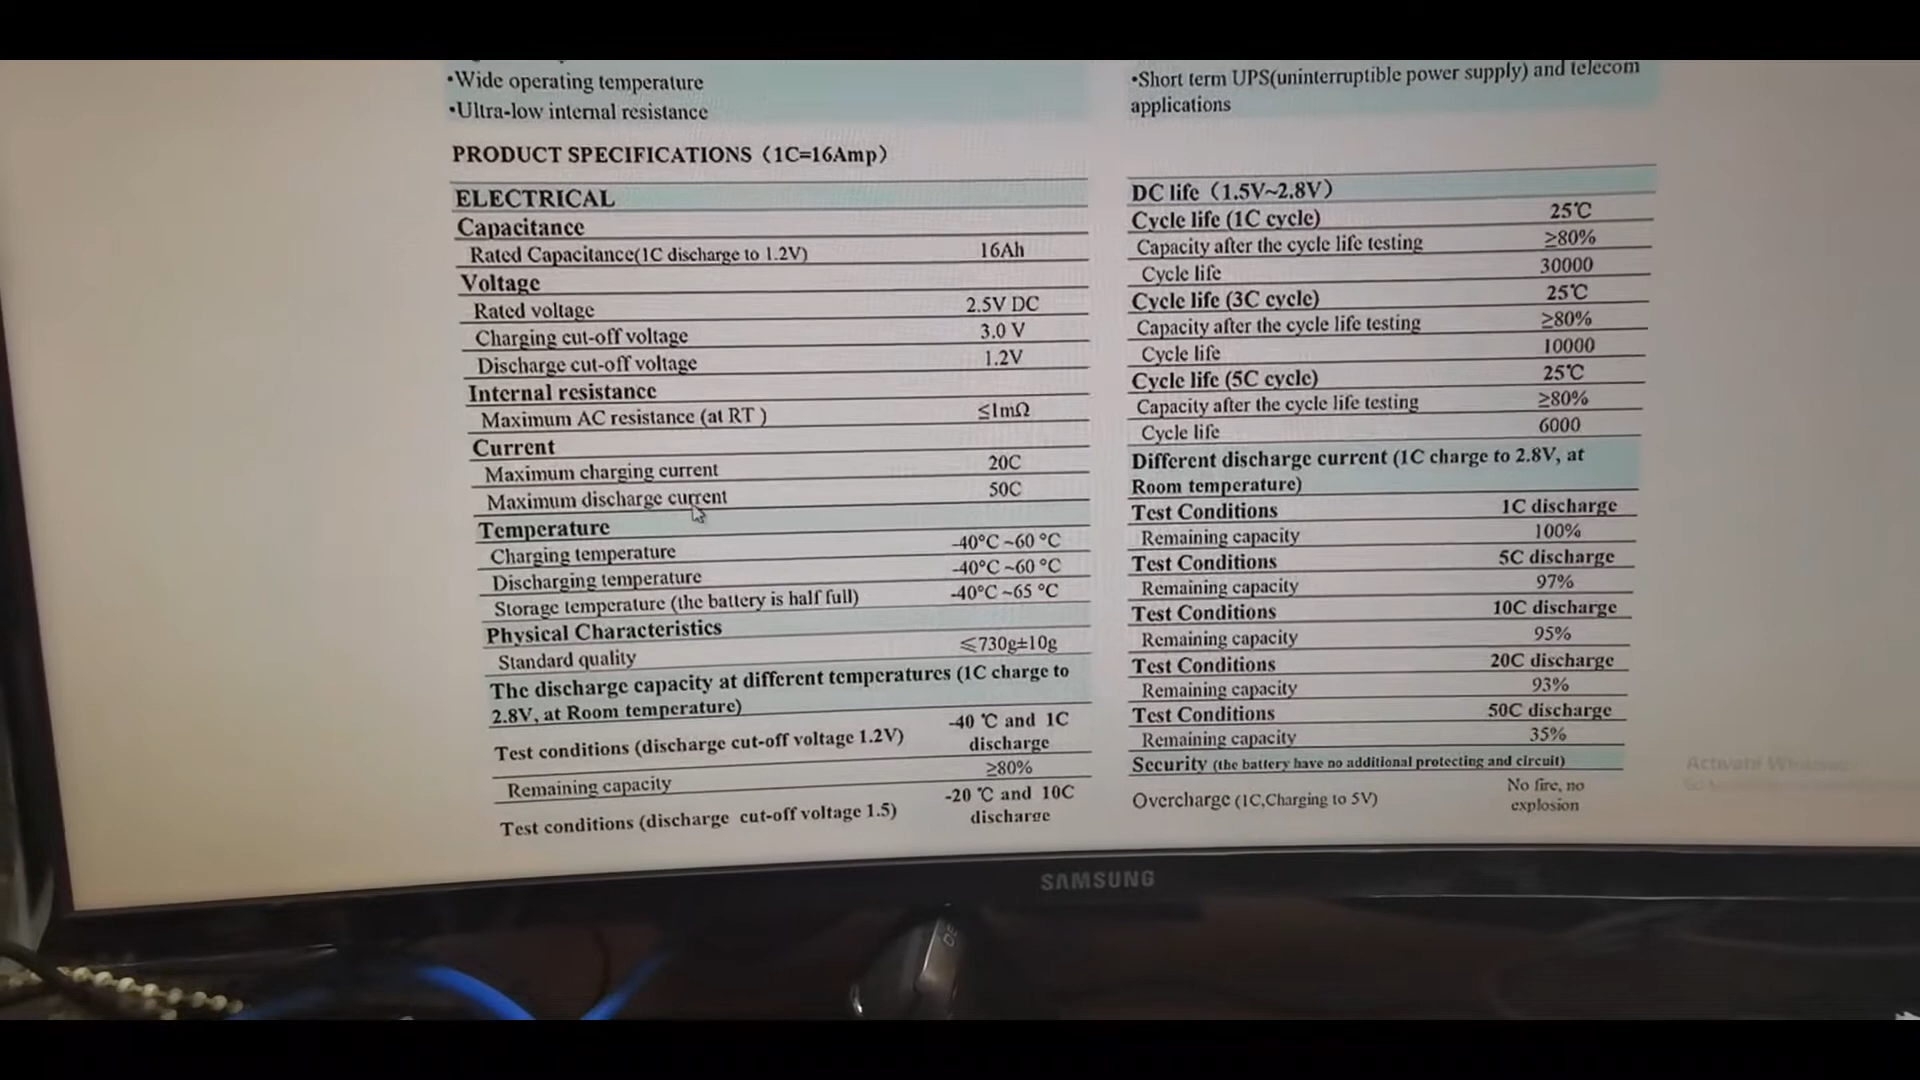 •Wide operating temperature
•Ultra-low internal resistance
PRODUCT SPECIFICATIONS（1C=16Amp）
ELECTRICAL
Capacitance
Rated Capacitance(1C discharge to 1.2V) 16Ah
Voltage
Rated voltage 2.5V DC
Charging cut-off voltage 3.0 V
Discharge cut-off voltage 1.2V
Internal resistance
Maximum AC resistance (at RT ) ≤1mΩ
Current
Maximum charging current 20C
Maximum discharge current 50C
Temperature
Charging temperature -40°C ~60 °C
Discharging temperature -40°C ~60 °C
Storage temperature (the battery is half full) -40°C ~65 °C
Physical Characteristics
Standard quality ≤730g±10g
The discharge capacity at different temperatures (1C charge to
2.8V, at Room temperature)
Test conditions (discharge cut-off voltage 1.2V) -40 ℃ and 1C
discharge
Remaining capacity ≥80%
Test conditions (discharge cut-off voltage 1.5) -20 ℃ and 10C
discharge
•Short term UPS(uninterruptible power supply) and telecom
applications
DC life（1.5V~2.8V）
Cycle life (1C cycle) 25℃
Capacity after the cycle life testing ≥80%
Cycle life 30000
Cycle life (3C cycle) 25℃
Capacity after the cycle life testing ≥80%
Cycle life 10000
Cycle life (5C cycle) 25℃
Capacity after the cycle life testing ≥80%
Cycle life 6000
Different discharge current (1C charge to 2.8V, at
Room temperature)
Test Conditions 1C discharge
Remaining capacity 100%
Test Conditions 5C discharge
Remaining capacity 97%
Test Conditions 10C discharge
Remaining capacity 95%
Test Conditions 20C discharge
Remaining capacity 93%
Test Conditions 50C discharge
Remaining capacity 35%
Security (the battery have no additional protecting and circuit)
Overcharge (1C,Charging to 5V) No fire, no
explosion
Activate Windows
SAMSUNG